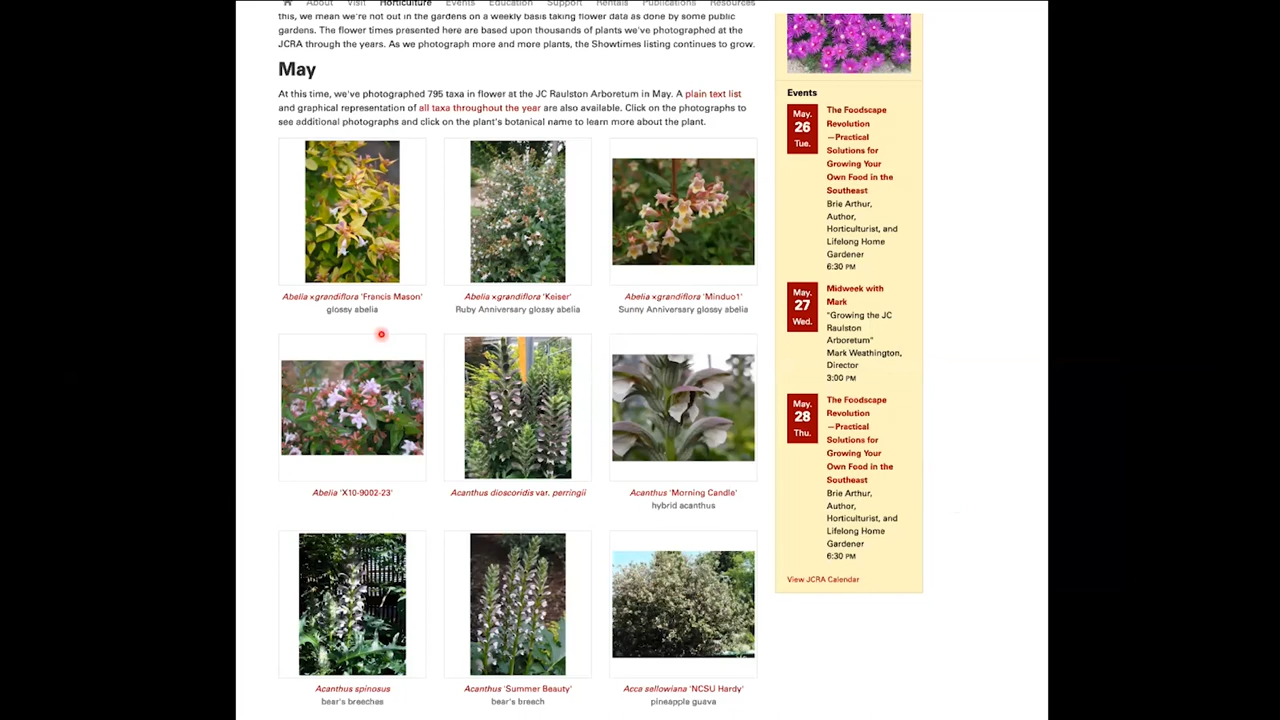 About Visit Horticulture Events Education Support Rentals Publications Resources
this, we mean we're not out in the gardens on a weekly basis taking flower data as done by some public
gardens. The flower times presented here are based upon thousands of plants we've photographed at the
JCRA through the years. As we photograph more and more plants, the Showtimes listing continues to grow.
May
At this time, we've photographed 795 taxa in flower at the JC Raulston Arboretum in May. A plain text list
and graphical representation of all taxa throughout the year are also available. Click on the photographs to
see additional photographs and click on the plant's botanical name to learn more about the plant.
Abelia ×grandiflora 'Francis Mason'
glossy abelia
Abelia ×grandiflora 'Keiser'
Ruby Anniversary glossy abelia
Abelia ×grandiflora 'Minduo1'
Sunny Anniversary glossy abelia
Abelia 'X10-9002-23'
Acanthus dioscoridis var. perringii
Acanthus 'Morning Candle'
hybrid acanthus
Acanthus spinosus
bear's breeches
Acanthus 'Summer Beauty'
bear's breech
Acca sellowiana 'NCSU Hardy'
pineapple guava
Events
May.
26
Tue.
The Foodscape
Revolution
—Practical
Solutions for
Growing Your
Own Food in the
Southeast
Brie Arthur,
Author,
Horticulturist, and
Lifelong Home
Gardener
6:30 PM
May.
27
Wed.
Midweek with
Mark
"Growing the JC
Raulston
Arboretum"
Mark Weathington,
Director
3:00 PM
May.
28
Thu.
The Foodscape
Revolution
—Practical
Solutions for
Growing Your
Own Food in the
Southeast
Brie Arthur,
Author,
Horticulturist, and
Lifelong Home
Gardener
6:30 PM
View JCRA Calendar